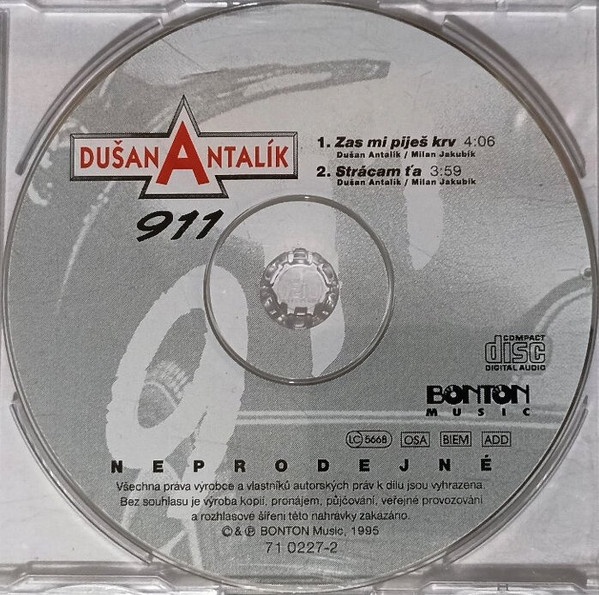 DUŠAN ANTALÍK
911
1. Zas mi piješ krv 4:06
Dušan Antalík / Milan Jakubík
2. Strácam ťa 3:59
Dušan Antalík / Milan Jakubík
COMPACT
disc
DIGITAL AUDIO
BONTON
MUSIC
LC 5668 OSA BIEM ADD
NEPRODEJNÉ
Všechna práva výrobce a vlastníků autorských práv k dílu jsou vyhrazena.
Bez souhlasu je výroba kopií, pronájem, půjčování, veřejné provozování
a rozhlasové šíření této nahrávky zakázáno.
© & ℗ BONTON Music, 1995
71 0227-2